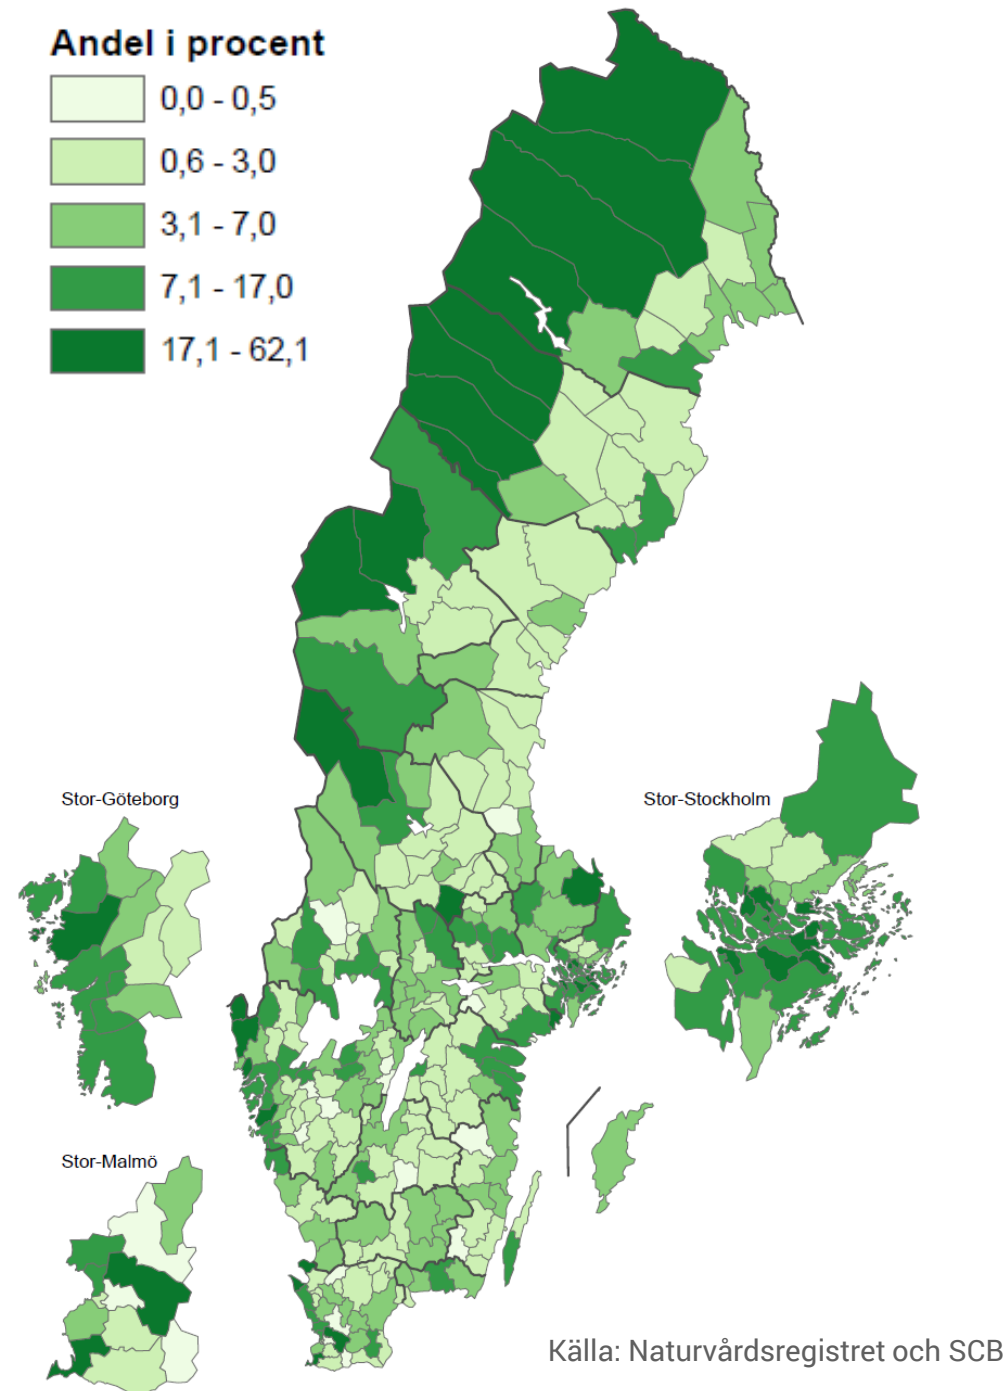 Andel i procent
0,0 - 0,5
0,6 - 3,0
3,1 - 7,0
7,1 - 17,0
17,1 - 62,1
Stor-Göteborg
Stor-Stockholm
Stor-Malmö
Källa: Naturvårdsregistret och SCB